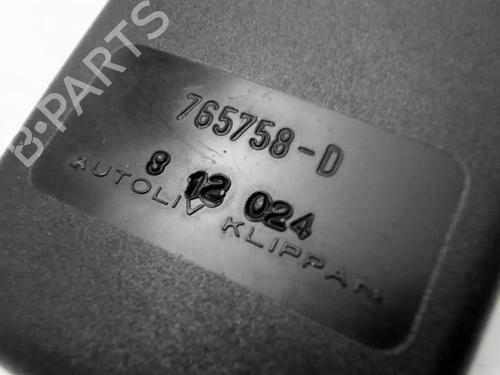 B-PARTS
765758-D
8 12 024
AUTOLIV KLIPPAN